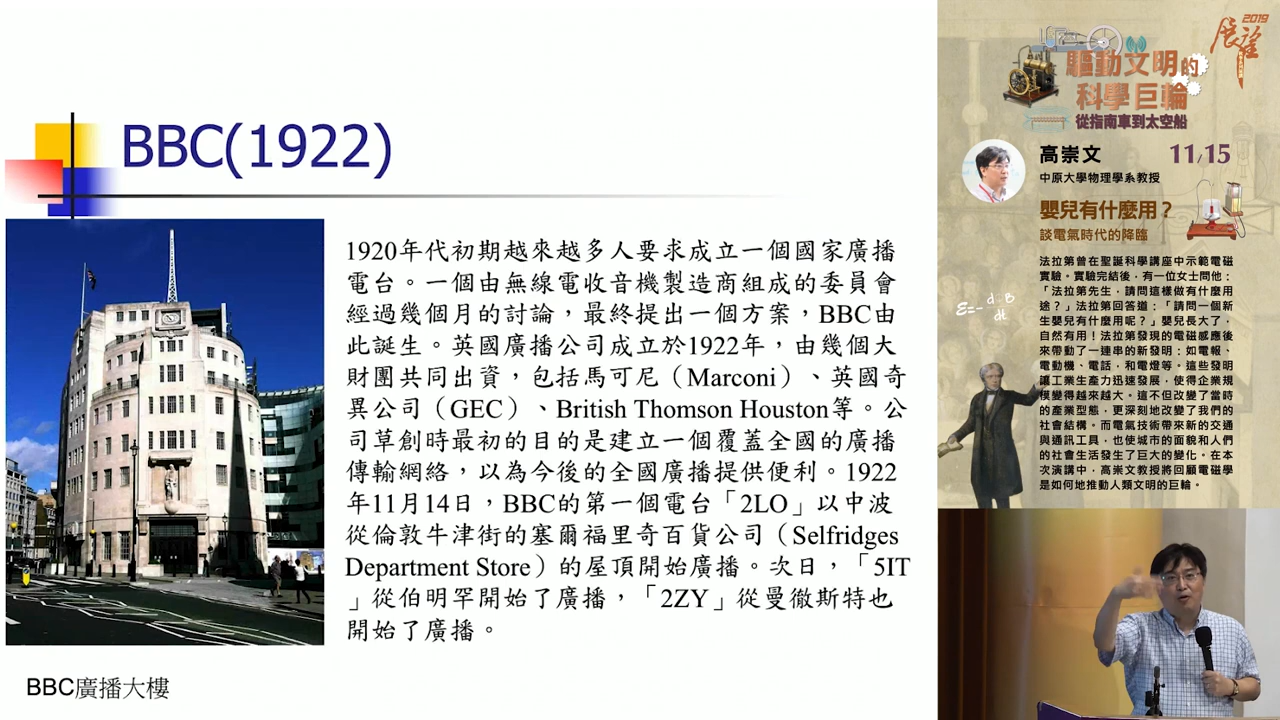 BBC(1922)
1920年代初期越來越多人要求成立一個國家廣播
電台。一個由無線電收音機製造商組成的委員會
經過幾個月的討論，最終提出一個方案，BBC由
此誕生。英國廣播公司成立於1922年，由幾個大
財團共同出資，包括馬可尼（Marconi）、英國奇
異公司（GEC）、British Thomson Houston等。公
司草創時最初的目的是建立一個覆蓋全國的廣播
傳輸網絡，以為今後的全國廣播提供便利。1922
年11月14日，BBC的第一個電台「2LO」以中波
從倫敦牛津街的塞爾福里奇百貨公司（Selfridges
Department Store）的屋頂開始廣播。次日，「5IT
」從伯明罕開始了廣播，「2ZY」從曼徹斯特也
開始了廣播。
BBC廣播大樓
2019
展望
驅動文明的
科學巨輪
從指南車到太空船
高崇文
11/15
中原大學物理學系教授
嬰兒有什麼用？
談電氣時代的降臨
法拉第曾在聖誕科學講座中示範電磁
實驗。實驗完結後，有一位女士問他：
「法拉第先生，請問這樣做有什麼用
途？」法拉第回答道：「請問一個新
生嬰兒有什麼用呢？」嬰兒長大了，
自然有用！法拉第發現的電磁感應後
來帶動了一連串的新發明：如電報、
電動機、電話，和電燈等。這些發明
讓工業生產力迅速發展，使得企業規
模變得越來越大。這不但改變了當時
的產業型態，更深刻地改變了我們的
社會結構。而電氣技術帶來新的交通
與通訊工具，也使城市的面貌和人們
的社會生活發生了巨大的變化。在本
次演講中，高崇文教授將回顧電磁學
是如何地推動人類文明的巨輪。